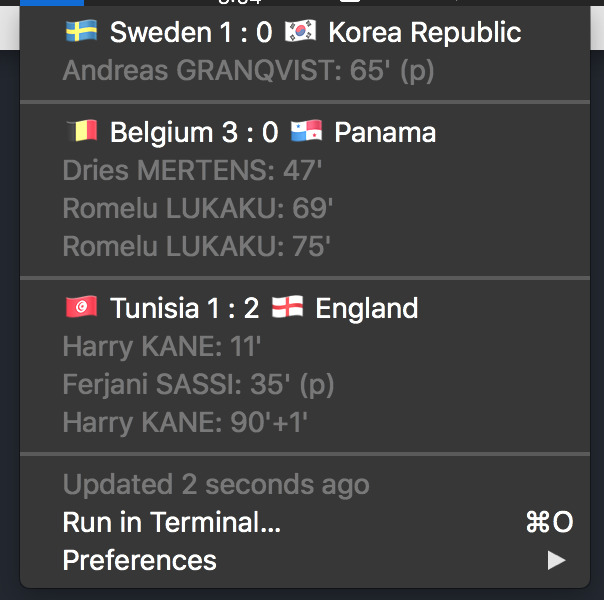 Sweden 1 : 0 Korea Republic
Andreas GRANQVIST: 65' (p)
Belgium 3 : 0 Panama
Dries MERTENS: 47'
Romelu LUKAKU: 69'
Romelu LUKAKU: 75'
Tunisia 1 : 2 England
Harry KANE: 11'
Ferjani SASSI: 35' (p)
Harry KANE: 90'+1'
Updated 2 seconds ago
Run in Terminal... ⌘O
Preferences